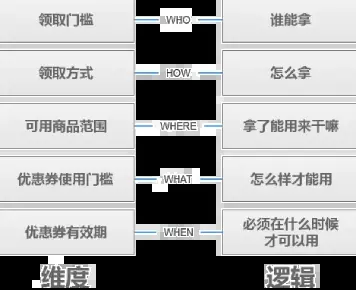 领取门槛 WHO 谁能拿
领取方式 HOW 怎么拿
可用商品范围 WHERE 拿了能用来干嘛
优惠券使用门槛 WHAT 怎么样才能用
优惠券有效期 WHEN 必须在什么时候
才可以用
维度 逻辑